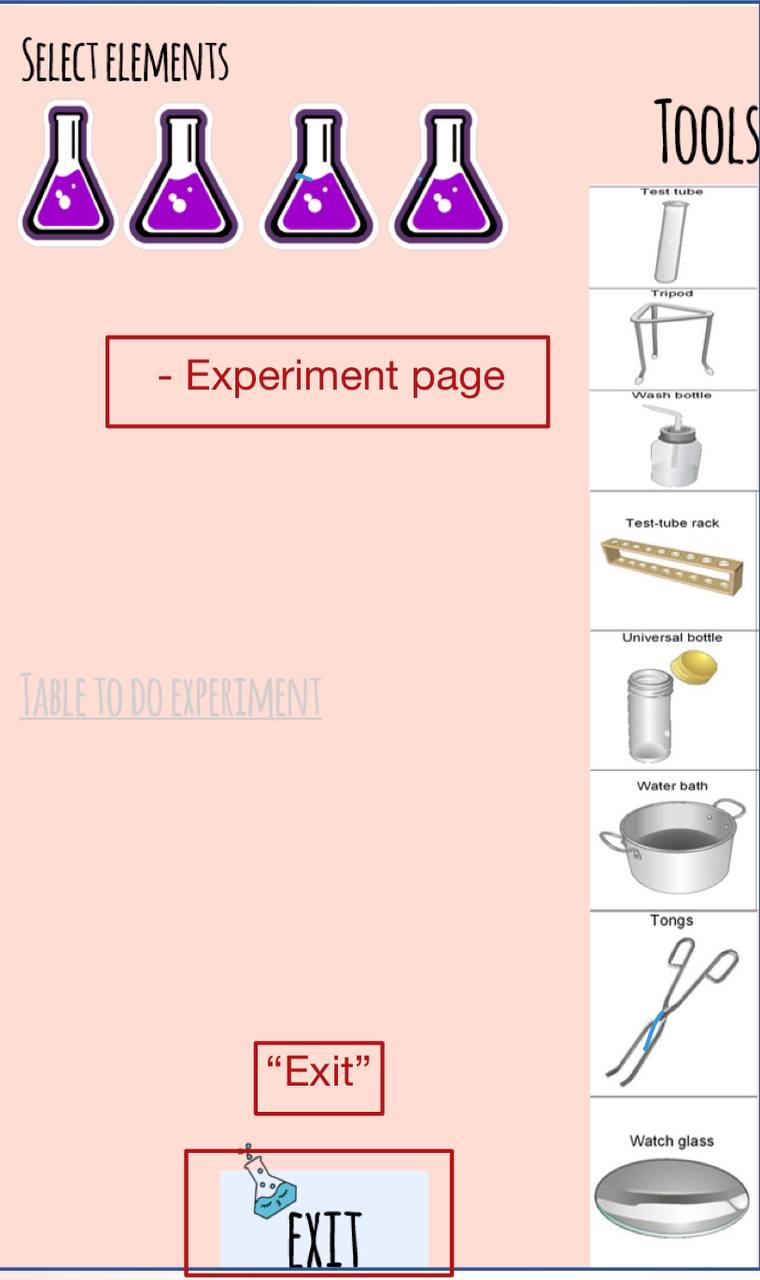 SELECT ELEMENTS
TOOLS
Test tube
Tripod
- Experiment page
Wash bottle
Test-tube rack
Universal bottle
TABLE TO DO EXPERIMENT
Water bath
Tongs
“Exit”
Watch glass
EXIT